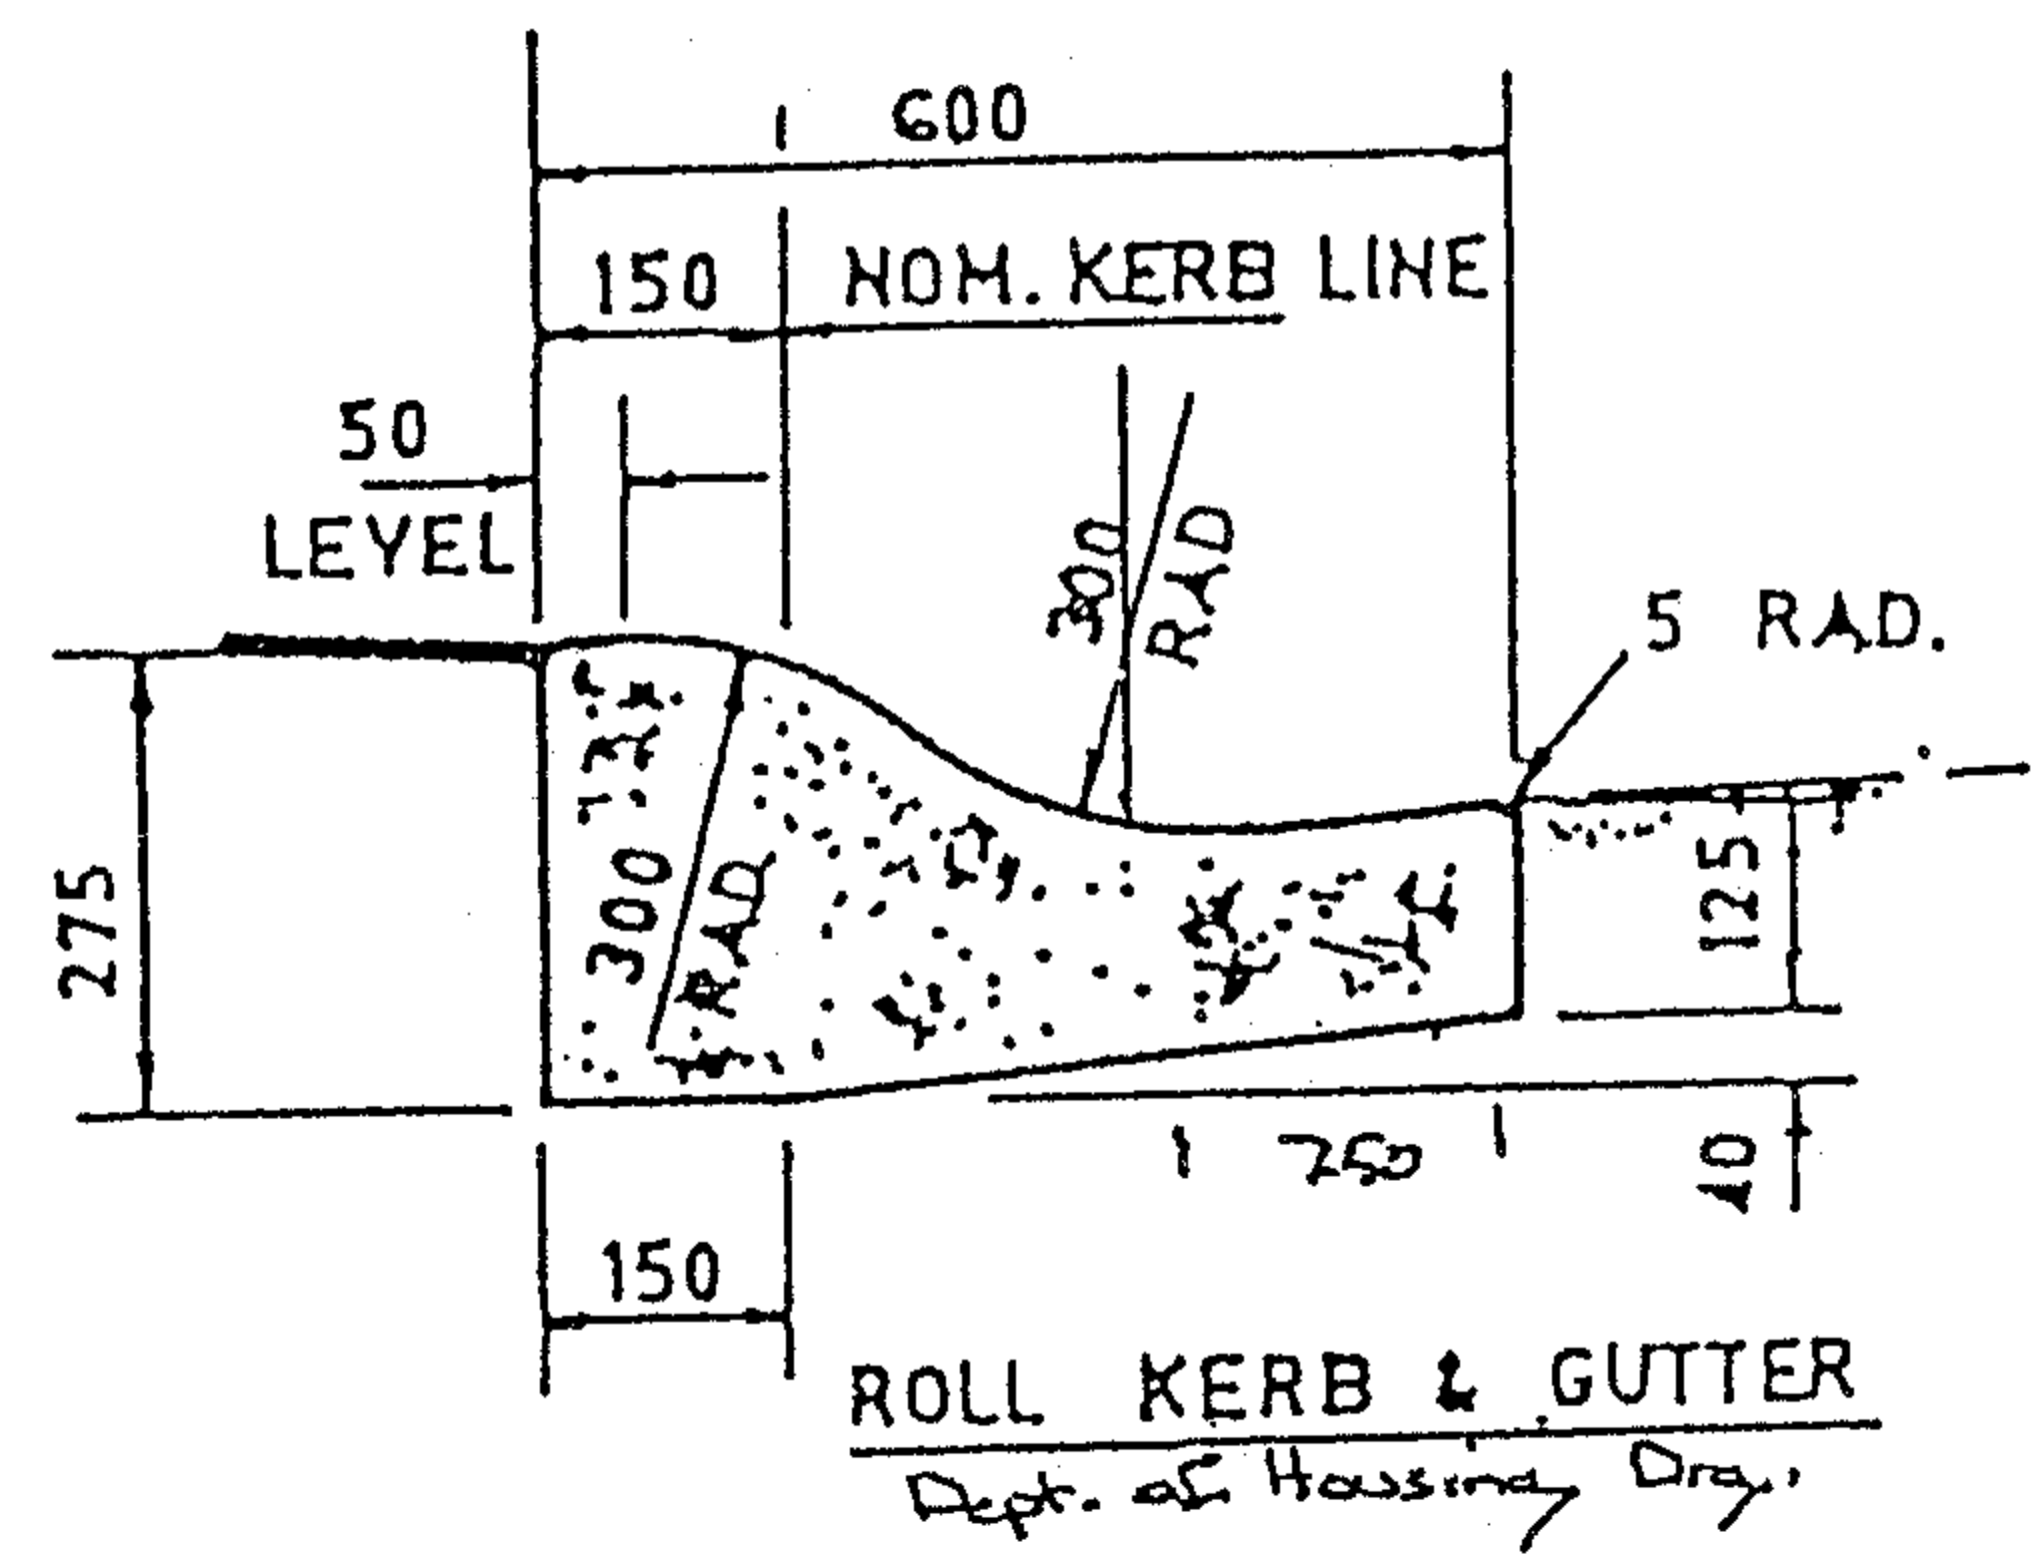 600
150 NOM. KERB LINE
50
LEVEL
300
RAD
5 RAD.
275
300
RAD
125
250
40
150
ROLL KERB & GUTTER
Dept. of Housing Drg.